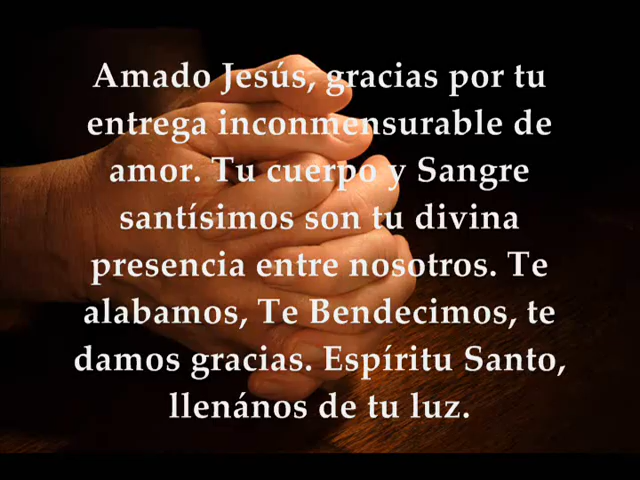 Amado Jesús, gracias por tu
entrega inconmensurable de
amor. Tu cuerpo y Sangre
santísimos son tu divina
presencia entre nosotros. Te
alabamos, Te Bendecimos, te
damos gracias. Espíritu Santo,
llenános de tu luz.